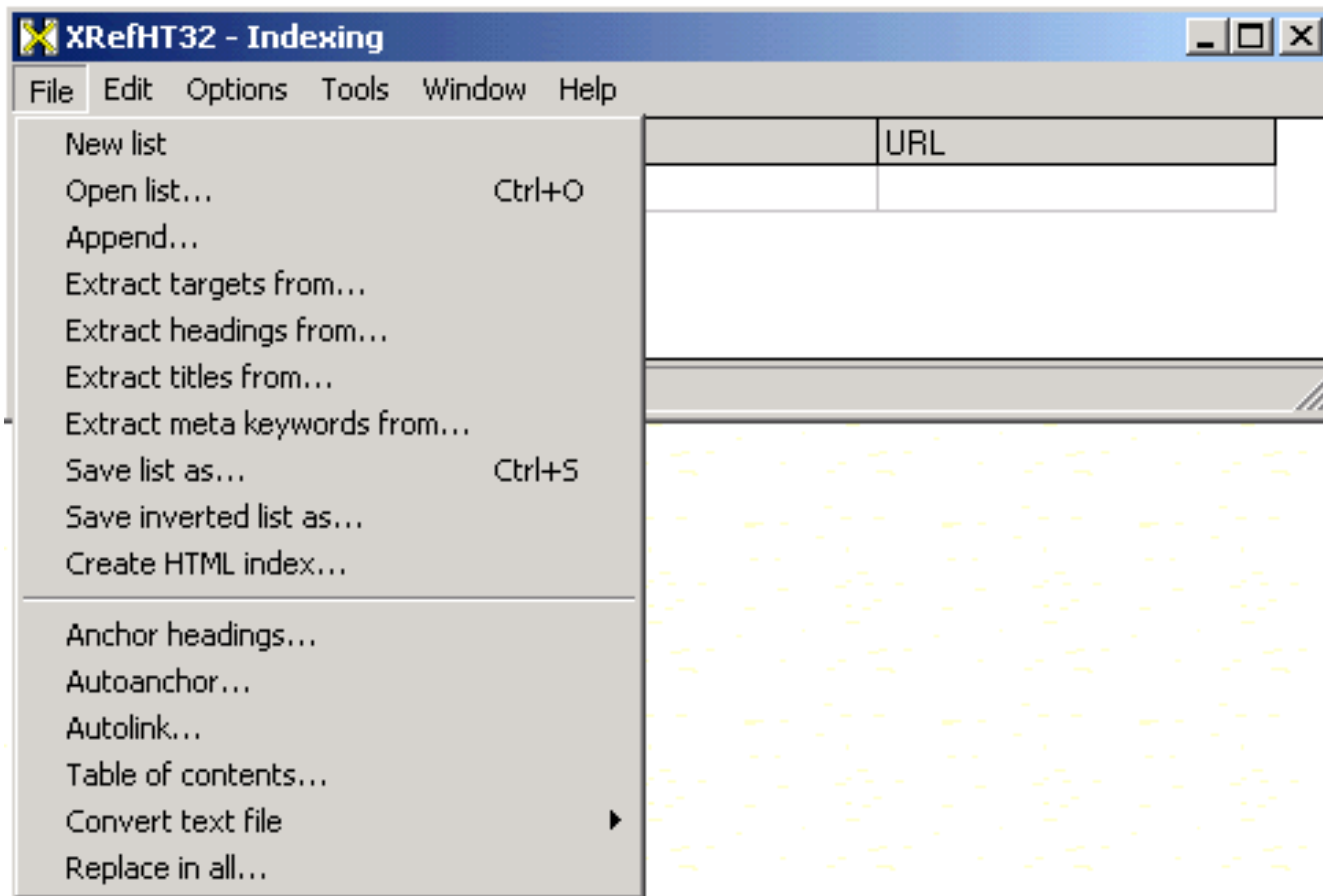 XRefHT32 - Indexing
File Edit Options Tools Window Help
URL
New list
Open list... Ctrl+O
Append...
Extract targets from...
Extract headings from...
Extract titles from...
Extract meta keywords from...
Save list as... Ctrl+S
Save inverted list as...
Create HTML index...
Anchor headings...
Autoanchor...
Autolink...
Table of contents...
Convert text file
Replace in all...